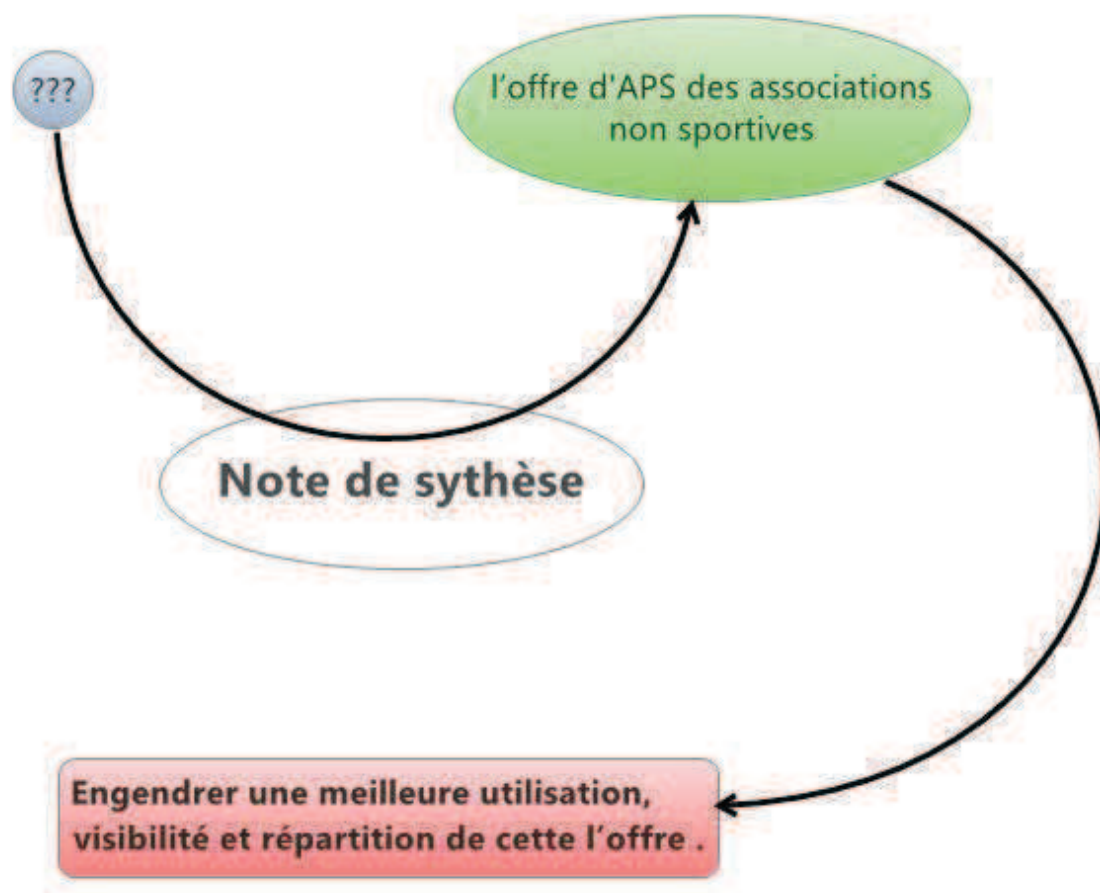 ???
l'offre d'APS des associations
non sportives
Note de sythèse
Engendrer une meilleure utilisation,
visibilité et répartition de cette l'offre .